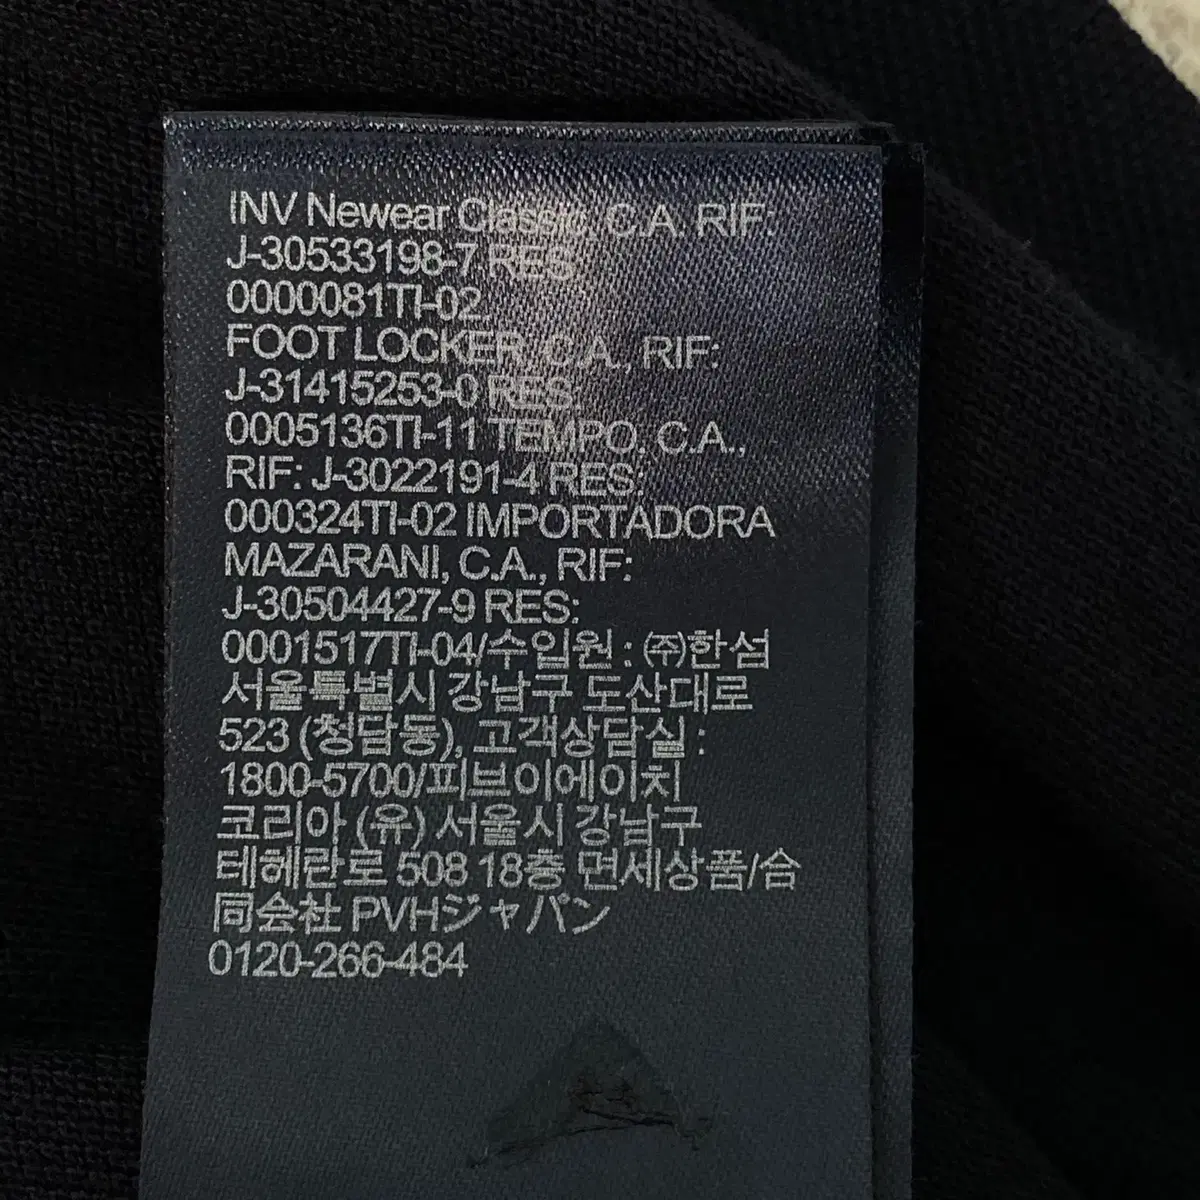 INV Newear Classic, C.A. RIF:
J-30533198-7 RES:
0000081TI-02
FOOT LOCKER, C.A., RIF:
J-31415253-0 RES:
0005136TI-11 TEMPO, C.A.,
RIF: J-3022191-4 RES:
000324TI-02 IMPORTADORA
MAZARANI, C.A., RIF:
J-30504427-9 RES:
0001517TI-04/수입원 : ㈜한섬
서울특별시 강남구 도산대로
523 (청담동), 고객상담실 :
1800-5700/피브이에이치
코리아 (유) 서울시 강남구
테헤란로 508 18층 면세상품/合
同会社 PVHジャパン
0120-266-484